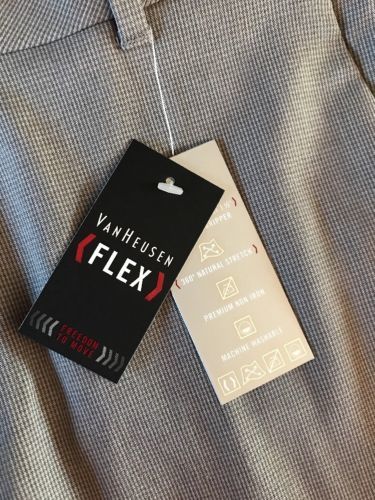 VANHEUSEN
FLEX
FREEDOM
TO MOVE
360° NATURAL STRETCH
PREMIUM NON IRON
MACHINE WASHABLE